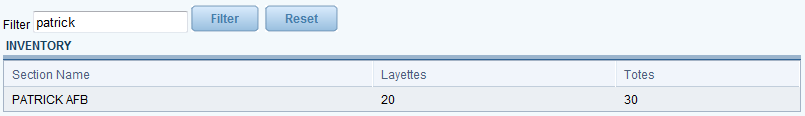 Filter patrick Filter Reset
INVENTORY
Section Name Layettes Totes
PATRICK AFB 20 30